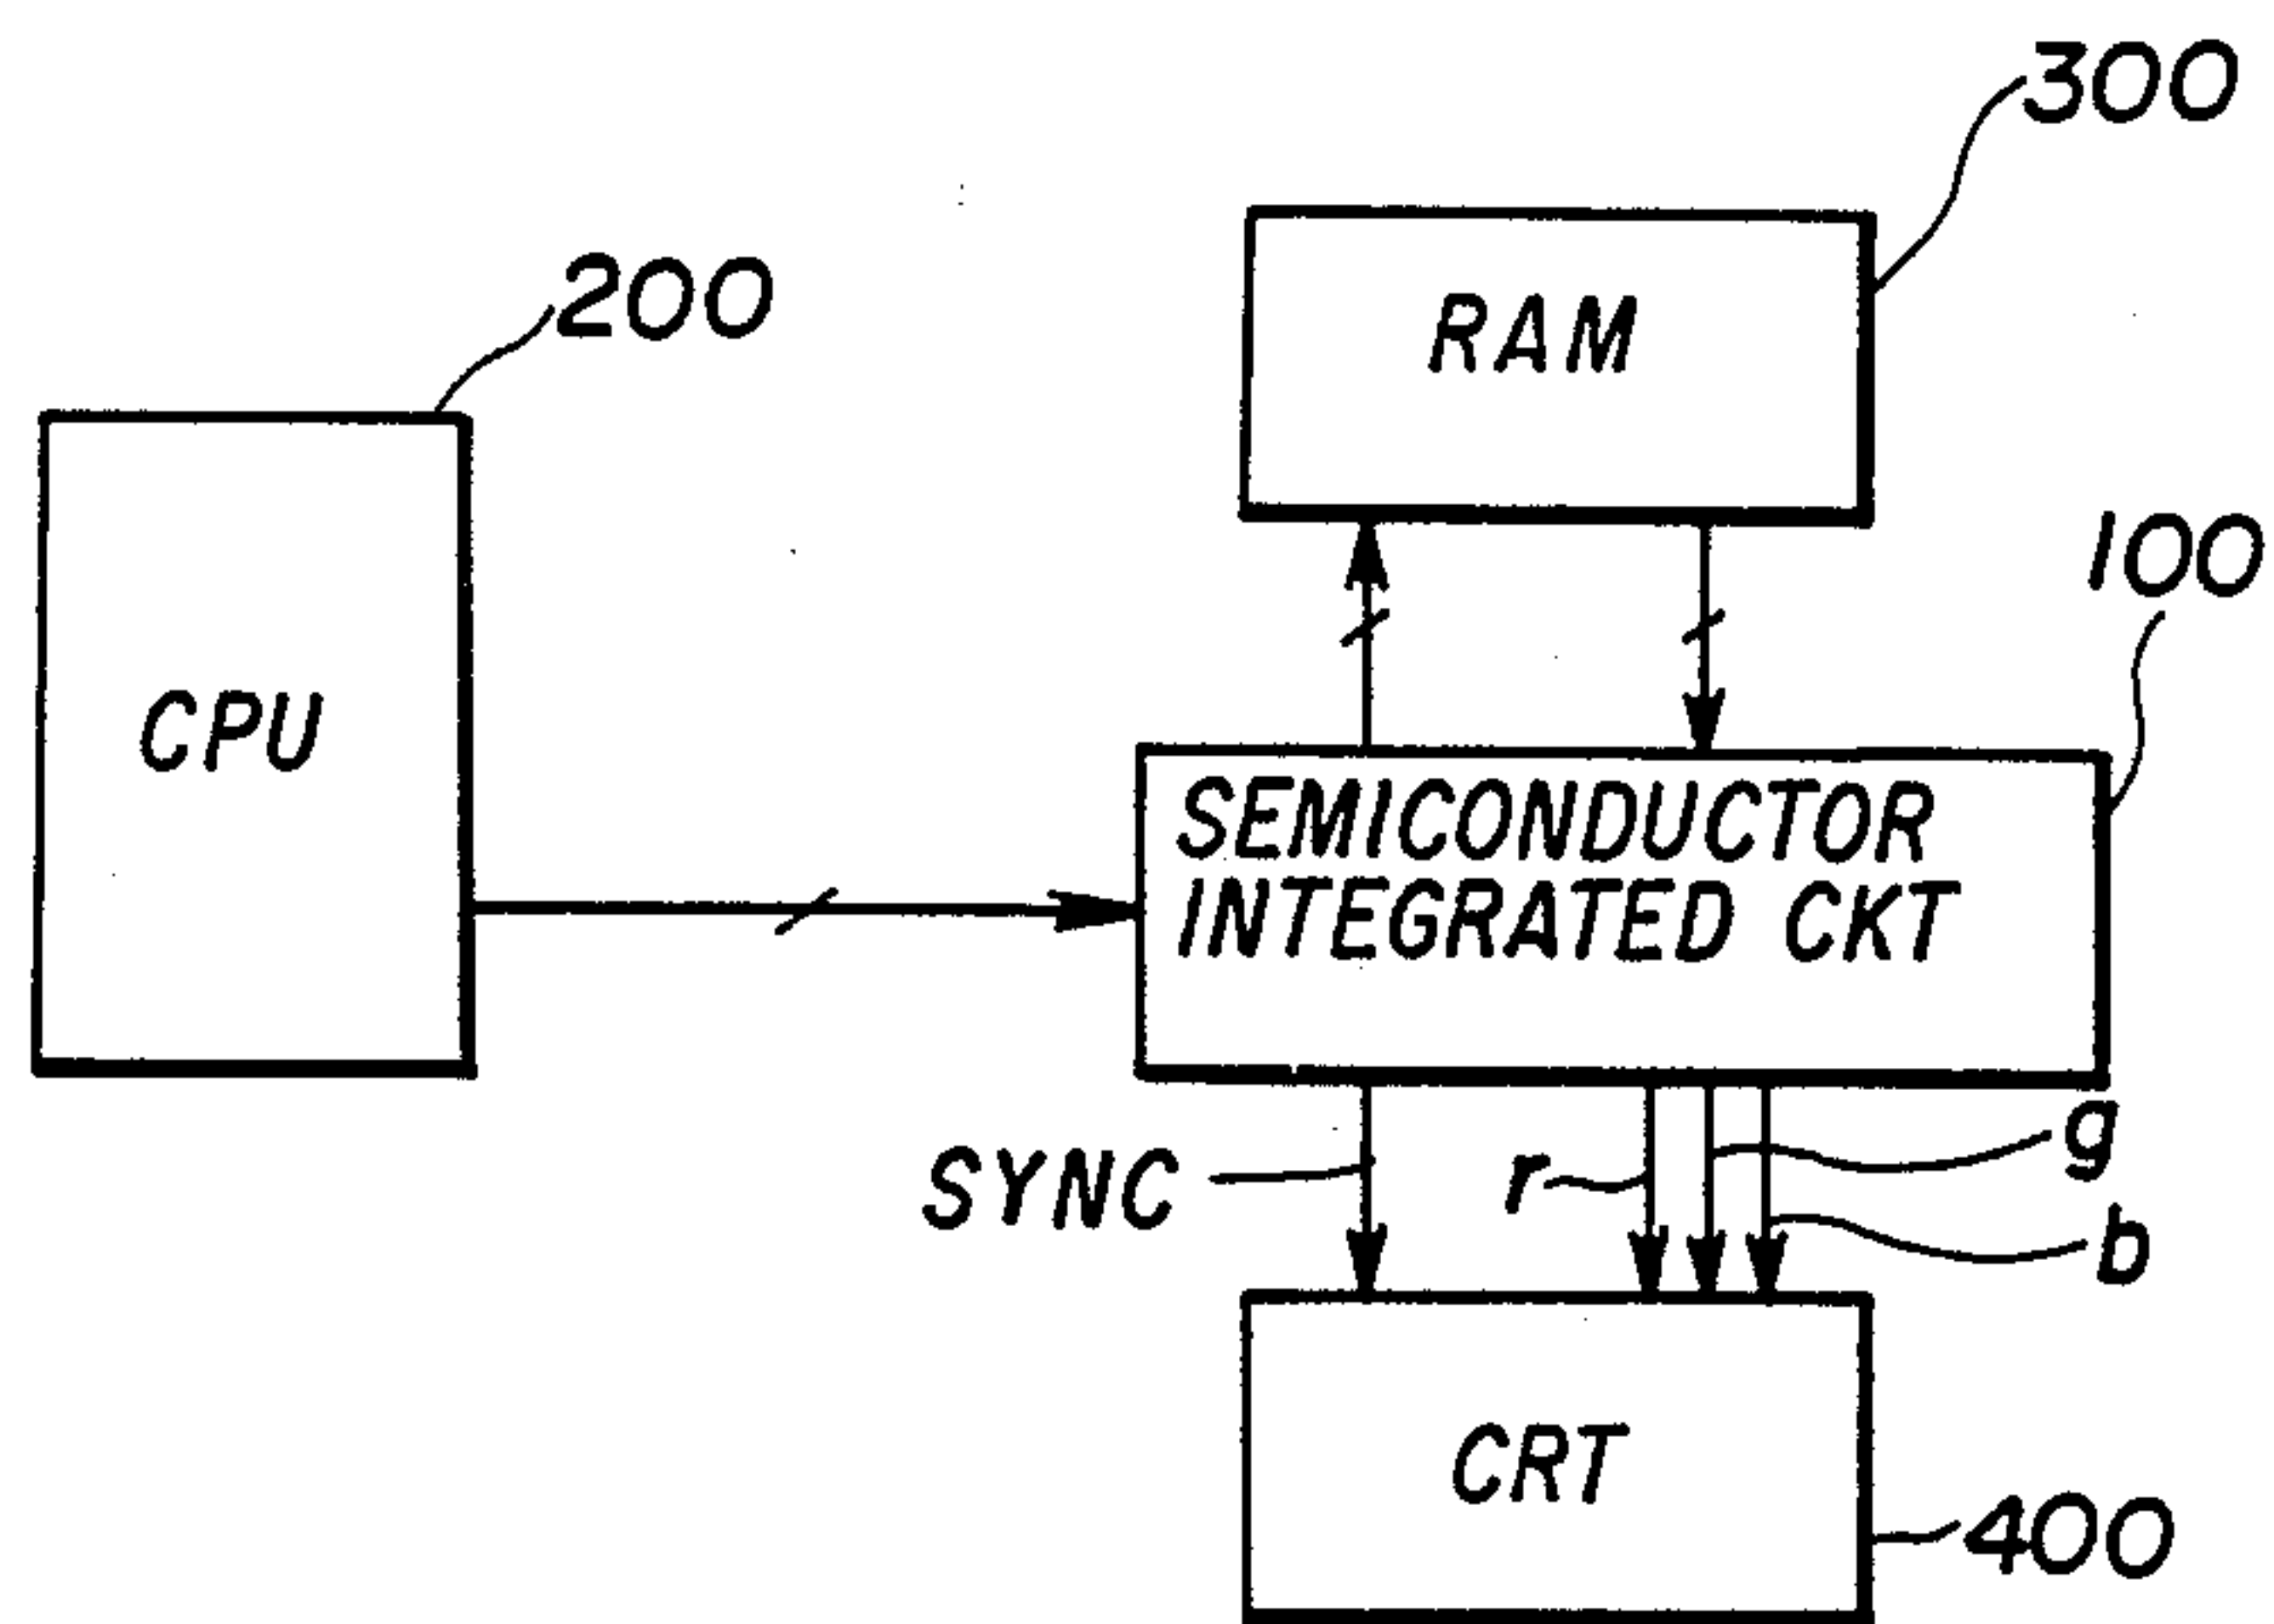 300
200
RAM
100
CPU
SEMICONDUCTOR
INTEGRATED CKT
SYNC
r
g
b
CRT
400